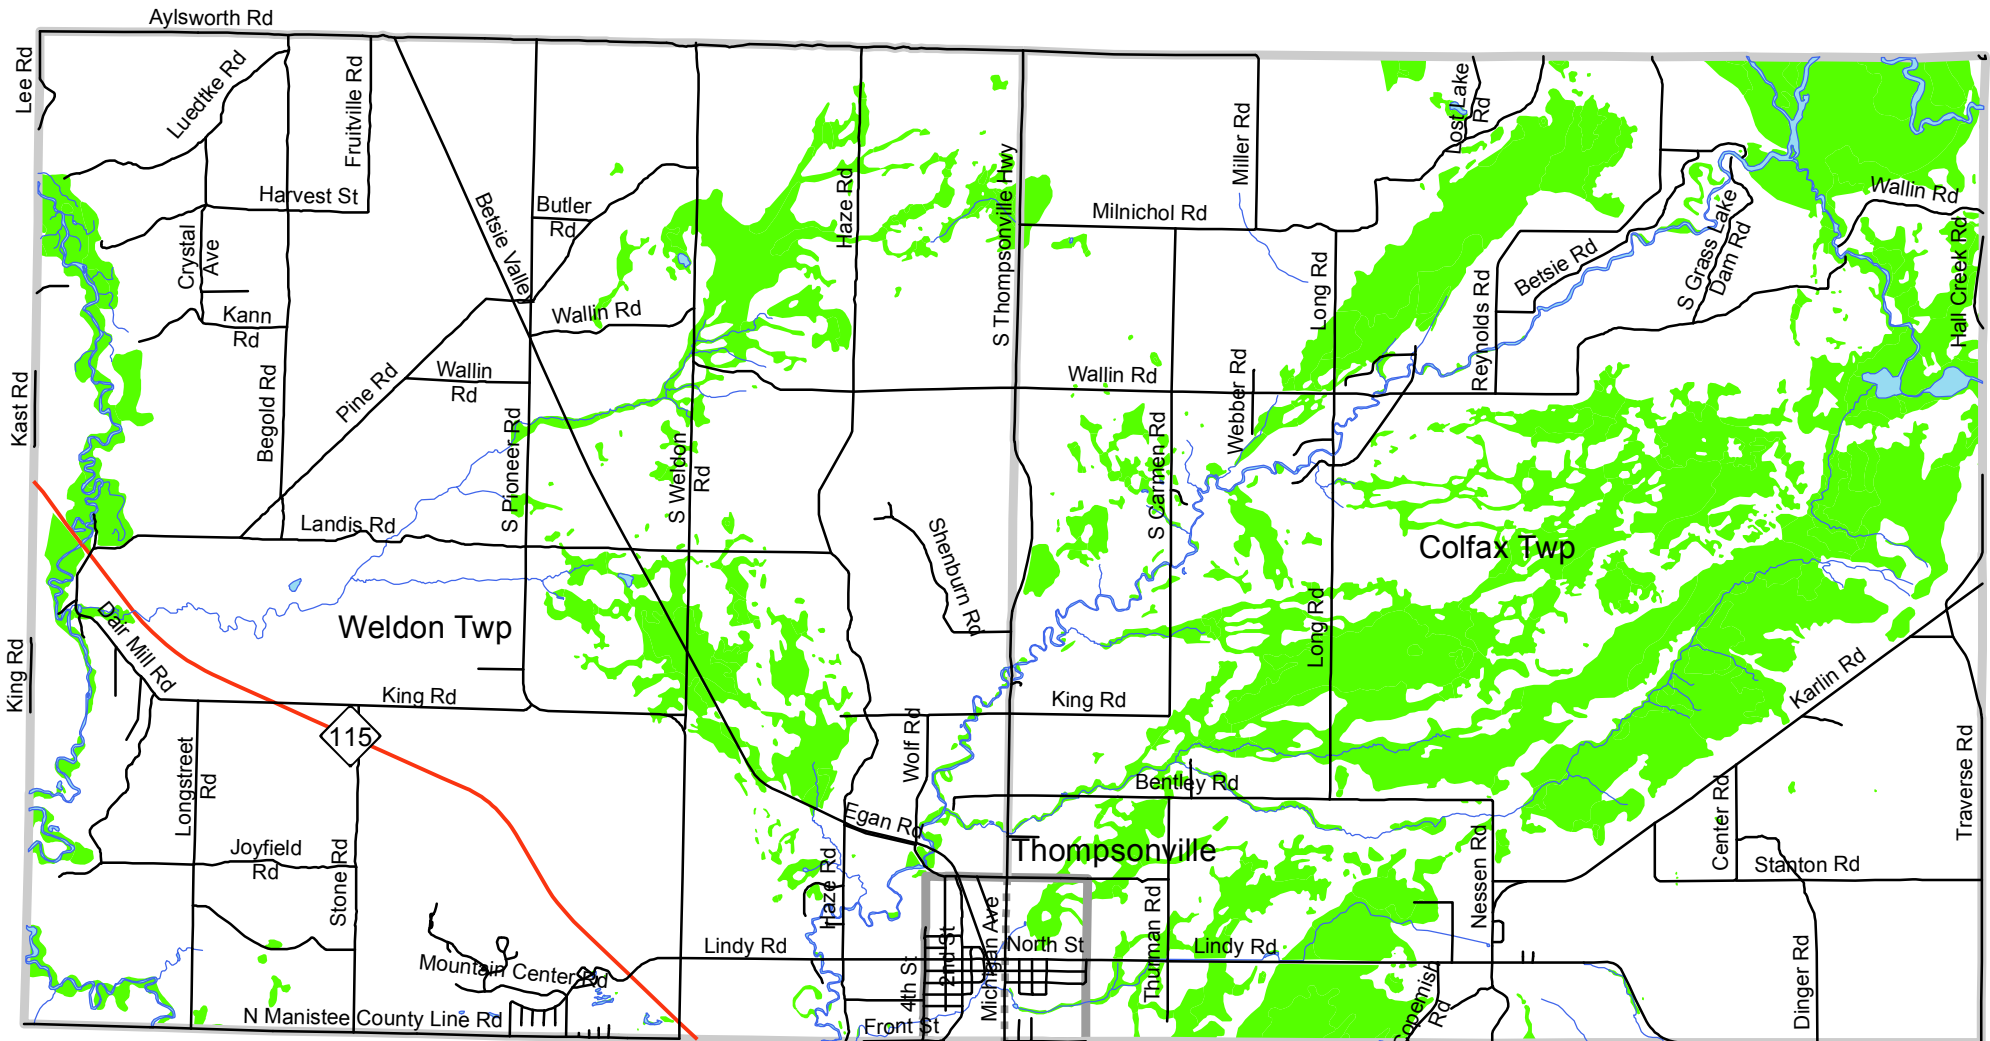 Aylsworth Rd
Lee Rd
Luedtke Rd
Fruitville Rd
Harvest St
Crystal
Ave
Kann
Rd
Begold Rd
Kast Rd
Pine Rd
Betsie Valley
Butler
Rd
Wallin Rd
Wallin
Rd
S Pioneer Rd
S Weldon
Rd
Haze Rd
S Thompsonville Hwy
Miller Rd
Milnichol Rd
Lost Lake
Rd
Long Rd
Reynolds Rd
Betsie Rd
S Grass Lake
Dam Rd
Wallin Rd
Hall Creek Rd
Wallin Rd
Webber Rd
S Carmen Rd
Landis Rd
Shenburn Rd
Colfax Twp
Weldon Twp
Dair Mill Rd
King Rd
King Rd
King Rd
Long Rd
Karlin Rd
115
Longstreet
Rd
Wolf Rd
Bentley Rd
Egan Rd
Thompsonville
Joyfield
Rd
Stone Rd
Haze Rd
Nessen Rd
Center Rd
Stanton Rd
Traverse Rd
Lindy Rd
Mountain Center Rd
N Manistee County Line Rd
4th St
2nd St
Michigan Ave
North St
Front St
Thurman Rd
Lindy Rd
Copemish
Rd
Dinger Rd